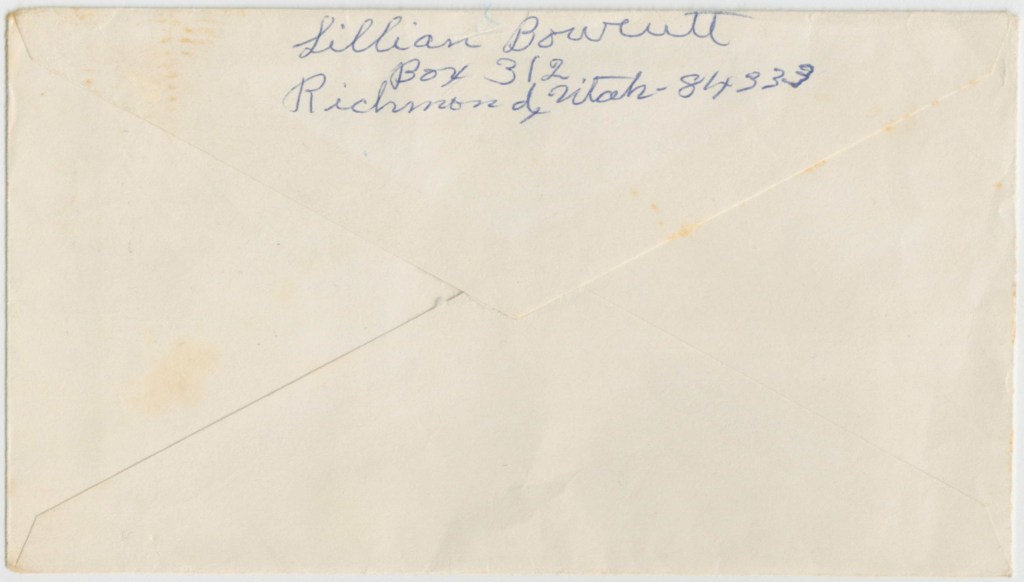 Lillian Bowcutt
Box 312
Richmond, Utah - 84333